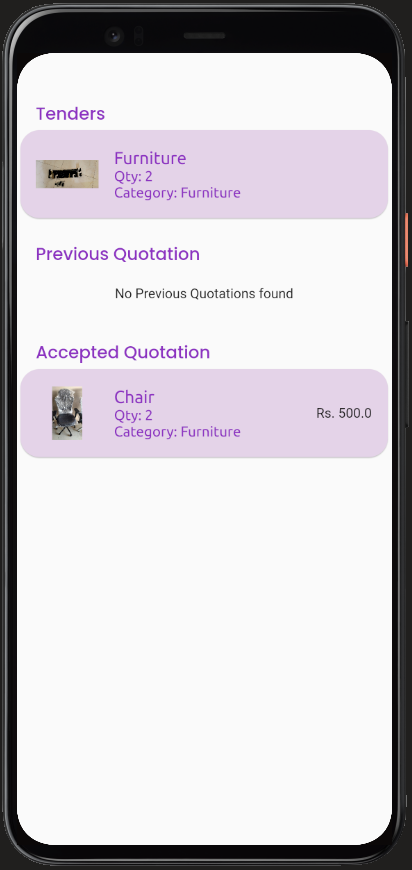 Tenders
Furniture
Qty: 2
Category: Furniture
Previous Quotation
No Previous Quotations found
Accepted Quotation
Chair
Qty: 2
Category: Furniture
Rs. 500.0